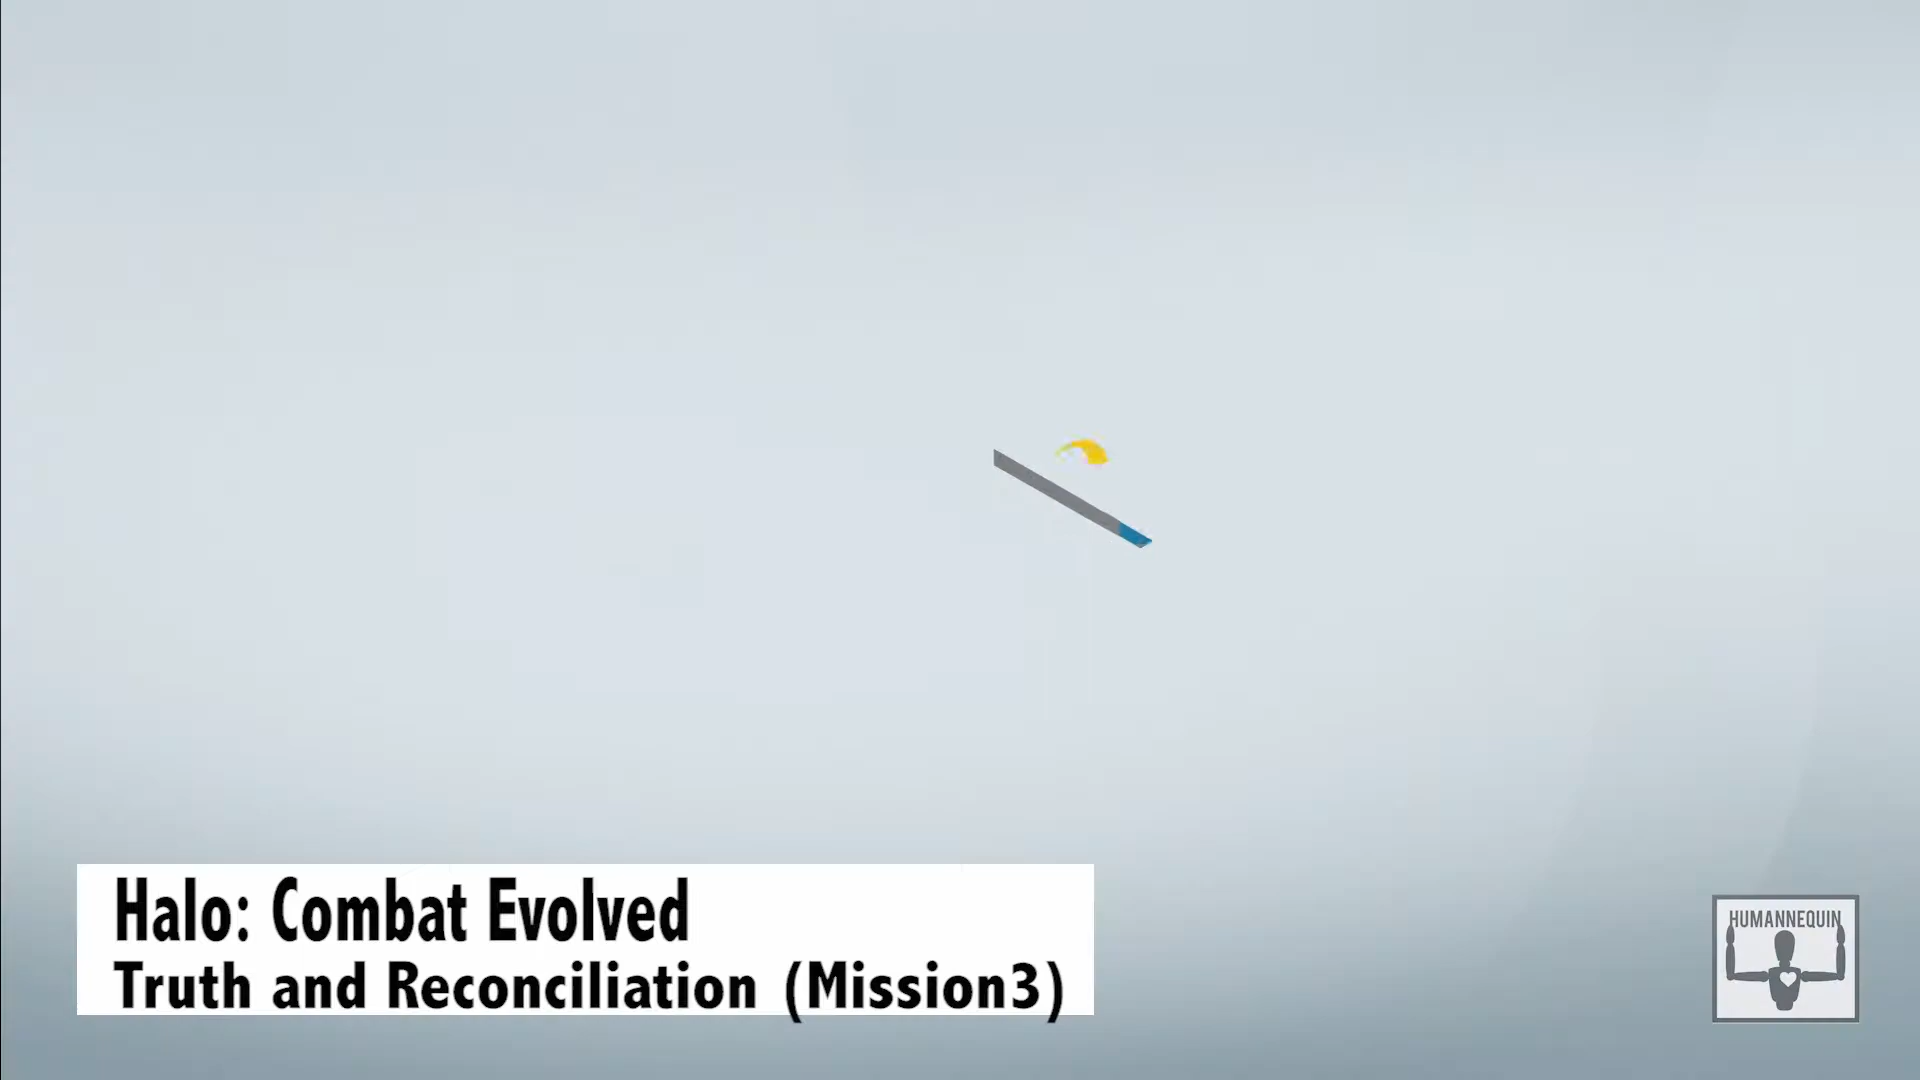 Halo: Combat Evolved
Truth and Reconciliation (Mission3)
HUMANNEQUIN